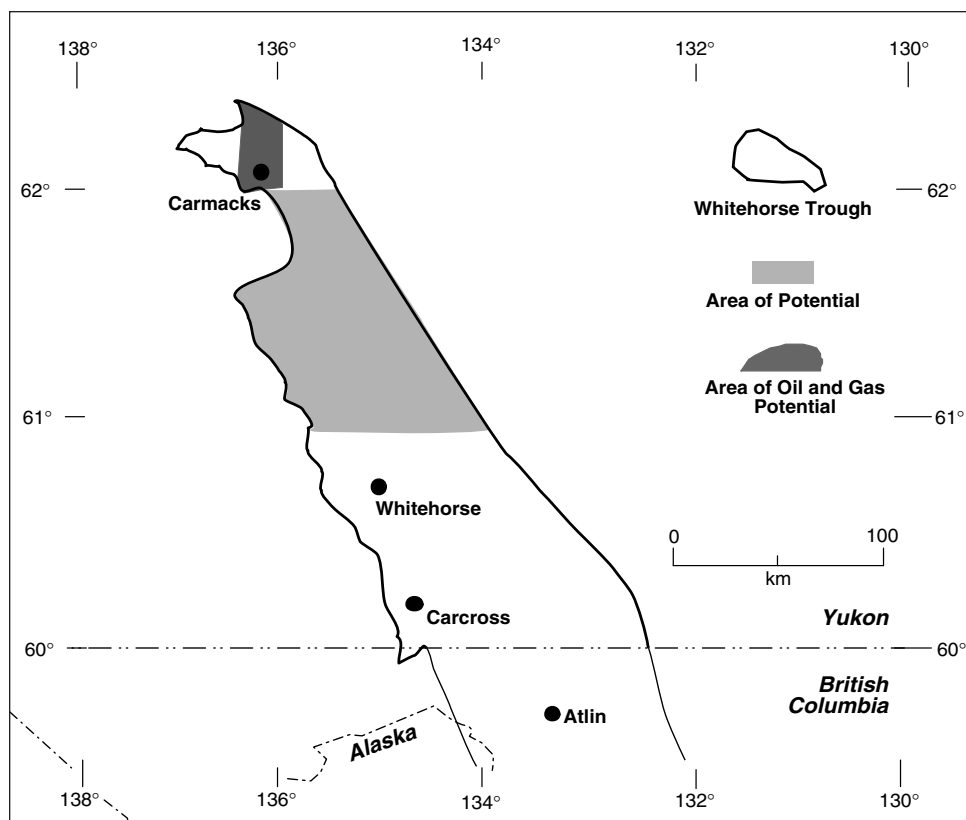 138°
136°
134°
132°
130°
62°
62°
Carmacks
Whitehorse Trough
Area of Potential
Area of Oil and Gas
Potential
61°
61°
Whitehorse
0
100
km
Carcross
Yukon
60°
60°
British
Columbia
Atlin
Alaska
138°
136°
134°
132°
130°